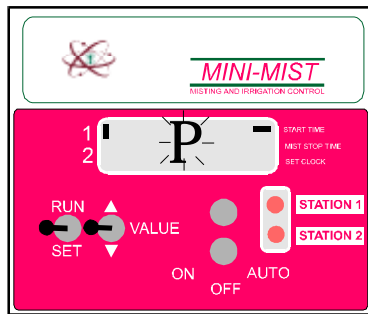 MINI-MIST
MISTING AND IRRIGATION CONTROL
1
2
P
START TIME
MIST STOP TIME
SET CLOCK
RUN
SET
VALUE
ON
OFF
AUTO
STATION 1
STATION 2